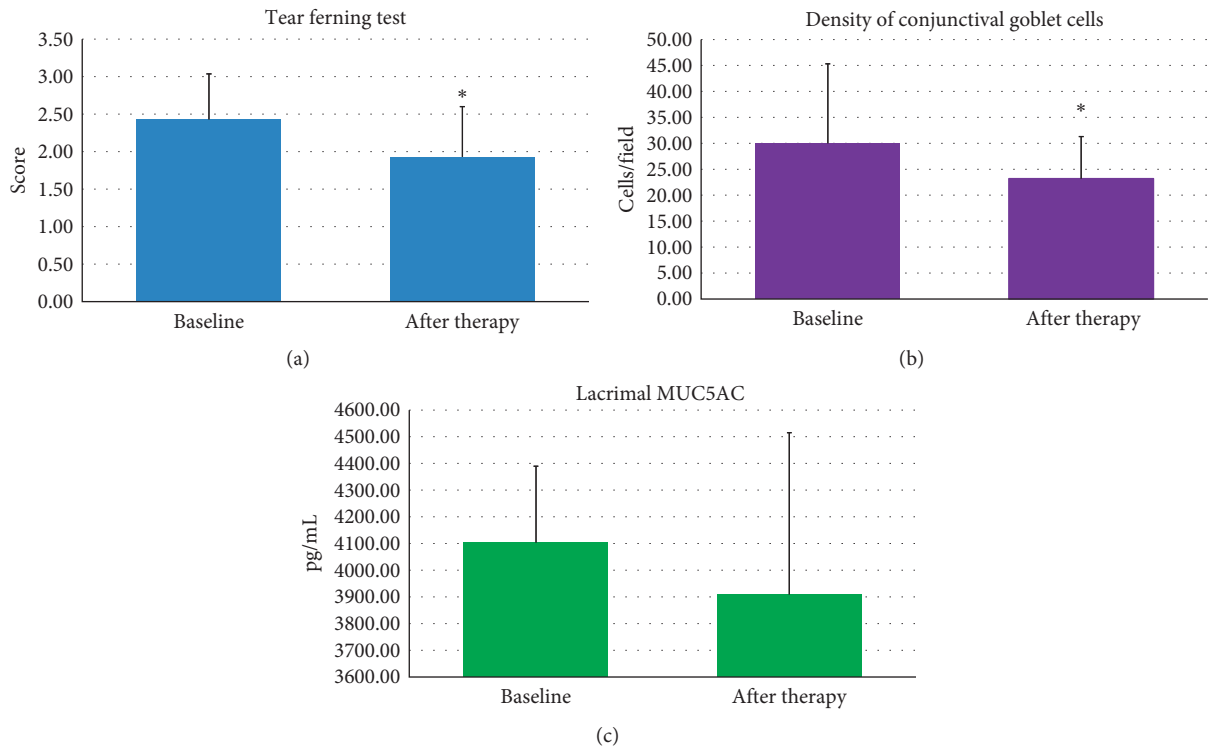 Tear ferning test
3.50
3.00
2.50
2.00
1.50
1.00
0.50
0.00
Score
*
Baseline
After therapy
(a)
Density of conjunctival goblet cells
50.00
45.00
40.00
35.00
30.00
25.00
20.00
15.00
10.00
5.00
0.00
Cells/field
*
Baseline
After therapy
(b)
Lacrimal MUC5AC
4600.00
4500.00
4400.00
4300.00
4200.00
4100.00
4000.00
3900.00
3800.00
3700.00
3600.00
pg/mL
Baseline
After therapy
(c)